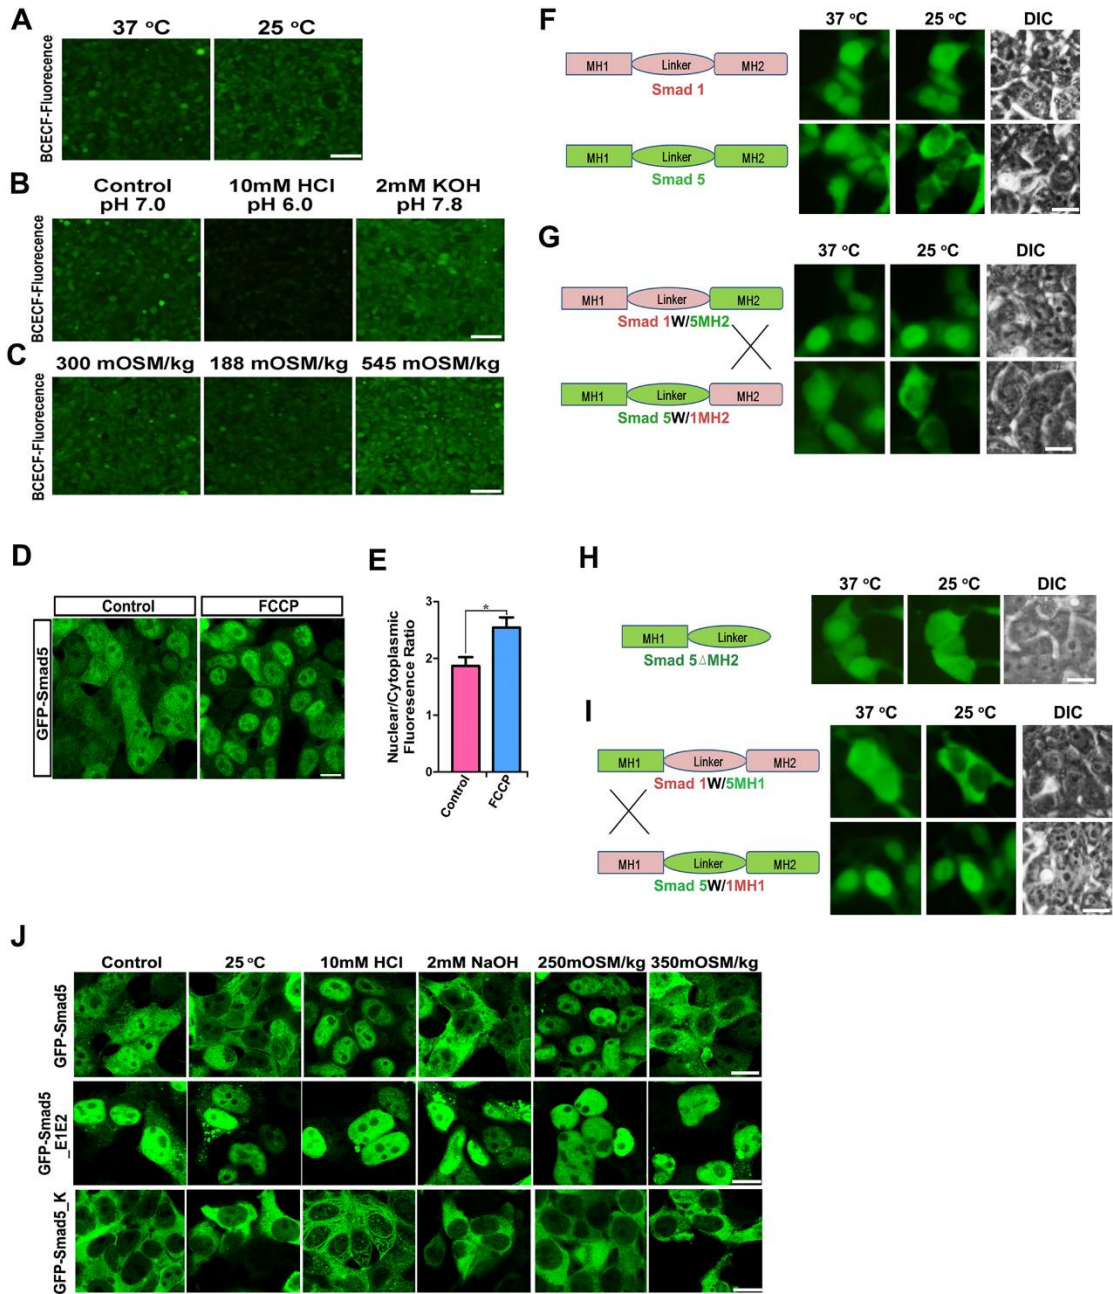 A
37 °C 25 °C
BCECF-Fluorecence
B
Control
pH 7.0
10mM HCl
pH 6.0
2mM KOH
pH 7.8
BCECF-Fluorecence
C
300 mOSM/kg 188 mOSM/kg 545 mOSM/kg
BCECF-Fluorecence
D
Control FCCP
GFP-Smad5
E
Nuclear/Cytoplasmic
Fluoresence Ratio
3
2
1
0
*
Control
FCCP
F
37 °C 25 °C DIC
MH1 Linker MH2
Smad 1
MH1 Linker MH2
Smad 5
G
37 °C 25 °C DIC
MH1 Linker MH2
Smad 1W/5MH2
MH1 Linker MH2
Smad 5W/1MH2
H
37 °C 25 °C DIC
MH1 Linker
Smad 5△MH2
I
37 °C 25 °C DIC
MH1 Linker MH2
Smad 1W/5MH1
MH1 Linker MH2
Smad 5W/1MH1
J
Control 25 °C 10mM HCl 2mM NaOH 250mOSM/kg 350mOSM/kg
GFP-Smad5
GFP-Smad5
_E1E2
GFP-Smad5_K